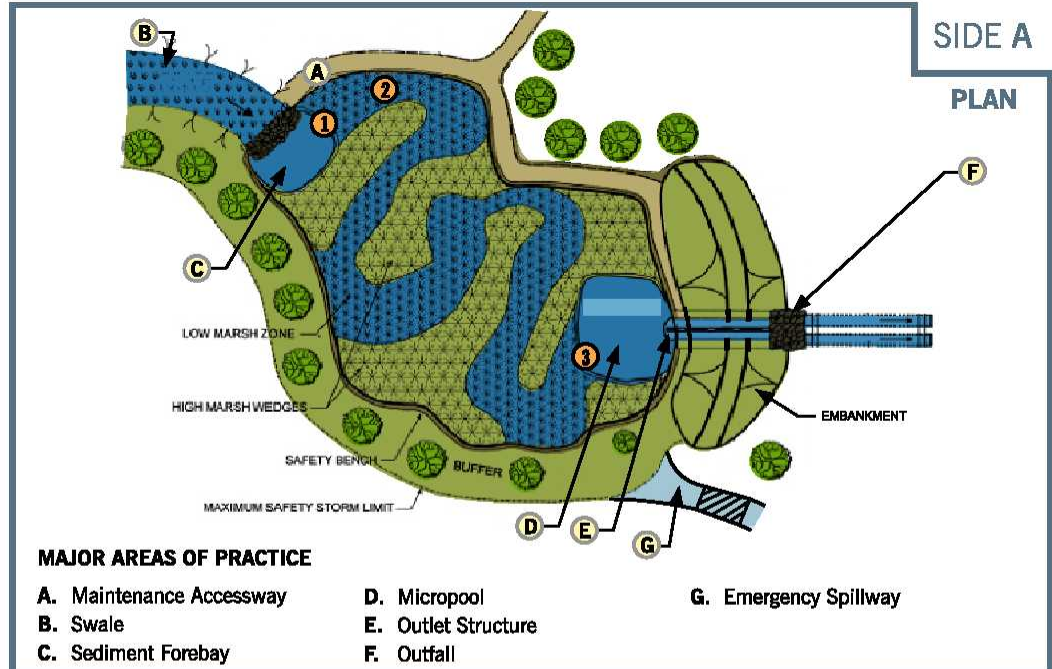 SIDE A
PLAN
B
A
2
1
F
C
LOW MARSH ZONE
3
HIGH MARSH WEDGES
EMBANKMENT
SAFETY BENCH
BUFFER
MAXIMUM SAFETY STORM LIMIT
D
E
G
MAJOR AREAS OF PRACTICE
A. Maintenance Accessway
B. Swale
C. Sediment Forebay
D. Micropool
E. Outlet Structure
F. Outfall
G. Emergency Spillway